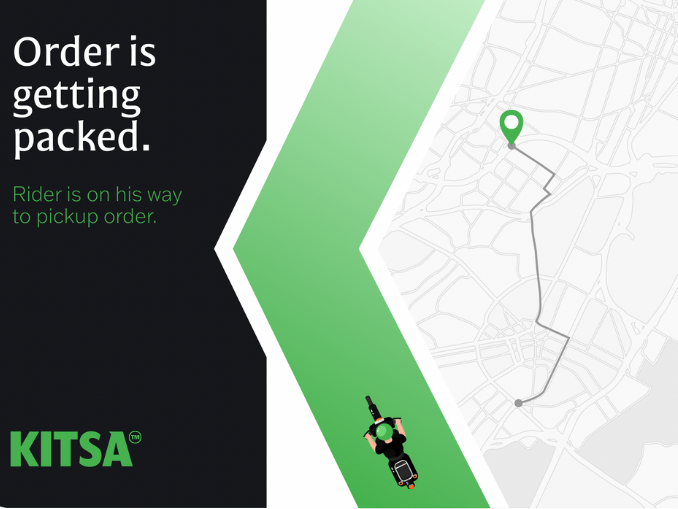 Order is
getting
packed.
Rider is on his way
to pickup order.
KITSA™